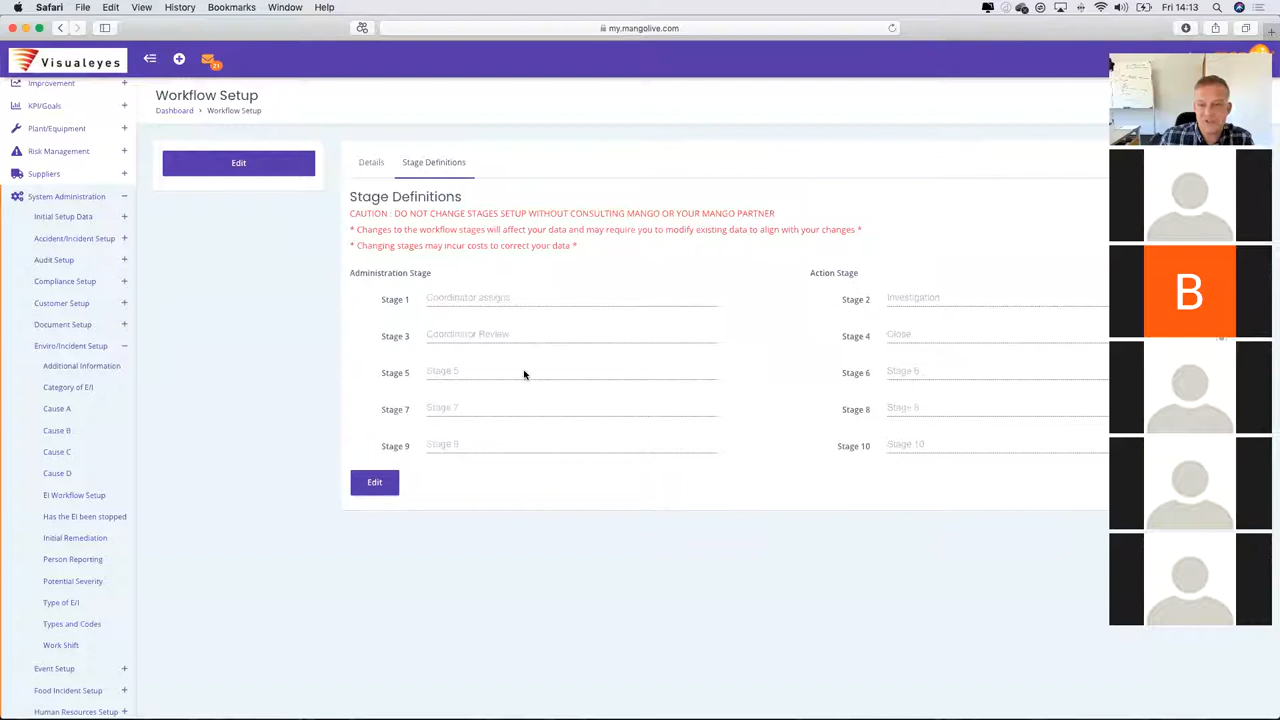 Safari File Edit View History Bookmarks Window Help Fri 14:13
my.mangolive.com
Visualeyes
21
Improvement
KPI/Goals
Plant/Equipment
Risk Management
Suppliers
System Administration
Initial Setup Data
Accident/Incident Setup
Audit Setup
Compliance Setup
Customer Setup
Document Setup
Enviro/Incident Setup
Additional Information
Category of E/I
Cause A
Cause B
Cause C
Cause D
EI Workflow Setup
Has the EI been stopped
Initial Remediation
Person Reporting
Potential Severity
Type of E/I
Types and Codes
Work Shift
Event Setup
Food Incident Setup
Human Resources Setup
Workflow Setup
Dashboard > Workflow Setup
Edit
Details Stage Definitions
Stage Definitions
CAUTION : DO NOT CHANGE STAGES SETUP WITHOUT CONSULTING MANGO OR YOUR MANGO PARTNER
* Changes to the workflow stages will affect your data and may require you to modify existing data to align with your changes *
* Changing stages may incur costs to correct your data *
Administration Stage Action Stage
Stage 1 Coordinator assigns Stage 2 Investigation
Stage 3 Coordinator Review Stage 4 Close
Stage 5 Stage 5 Stage 6 Stage 6
Stage 7 Stage 7 Stage 8 Stage 8
Stage 9 Stage 9 Stage 10 Stage 10
Edit
B